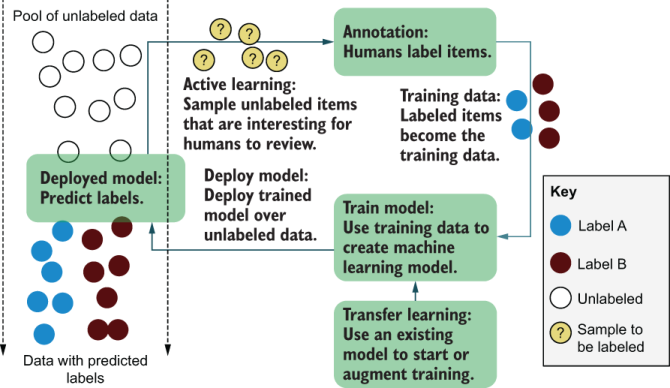 Pool of unlabeled data
? ? ? ? ?
Annotation:
Humans label items.
Active learning:
Sample unlabeled items
that are interesting for
humans to review.
Training data:
Labeled items
become the
training data.
Deployed model:
Predict labels.
Deploy model:
Deploy trained
model over
unlabeled data.
Train model:
Use training data to
create machine
learning model.
Transfer learning:
Use an existing
model to start or
augment training.
Data with predicted
labels
Key
Label A
Label B
Unlabeled
? Sample to
be labeled